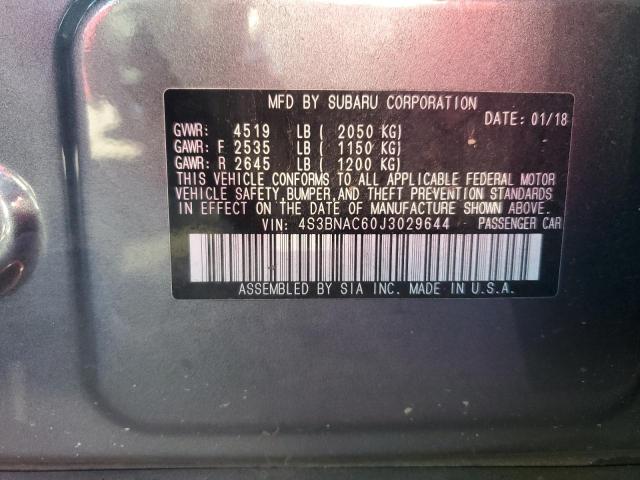 MFD BY SUBARU CORPORATION
DATE: 01/18
GVWR: 4519 LB ( 2050 KG)
GAWR: F 2535 LB ( 1150 KG)
GAWR: R 2645 LB ( 1200 KG)
THIS VEHICLE CONFORMS TO ALL APPLICABLE FEDERAL MOTOR
VEHICLE SAFETY,BUMPER,AND THEFT PREVENTION STANDARDS
IN EFFECT ON THE DATE OF MANUFACTURE SHOWN ABOVE.
VIN: 4S3BNAC60J3029644 PASSENGER CAR
ASSEMBLED BY SIA INC. MADE IN U.S.A.